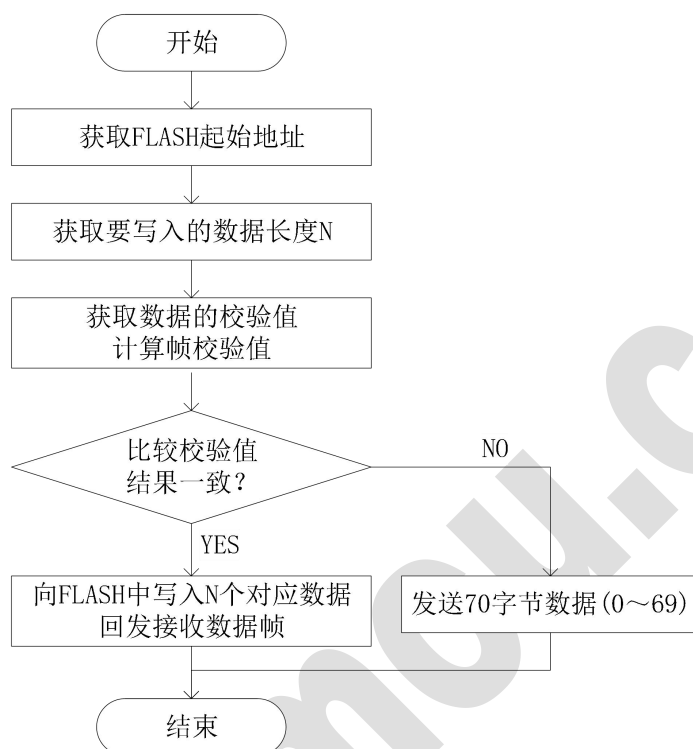 开始
获取FLASH起始地址
获取要写入的数据长度N
获取数据的校验值
计算帧校验值
比较校验值
结果一致？
NO
YES
向FLASH中写入N个对应数据
回发接收数据帧
发送70字节数据(0～69)
结束
mou.c